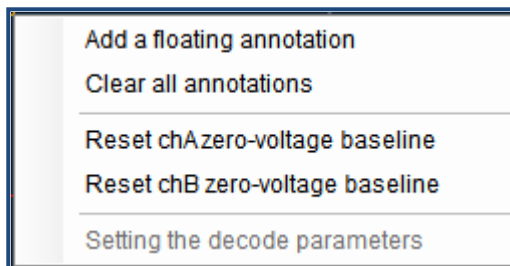 Add a floating annotation
Clear all annotations
Reset chAzero-voltage baseline
Reset chB zero-voltage baseline
Setting the decode parameters